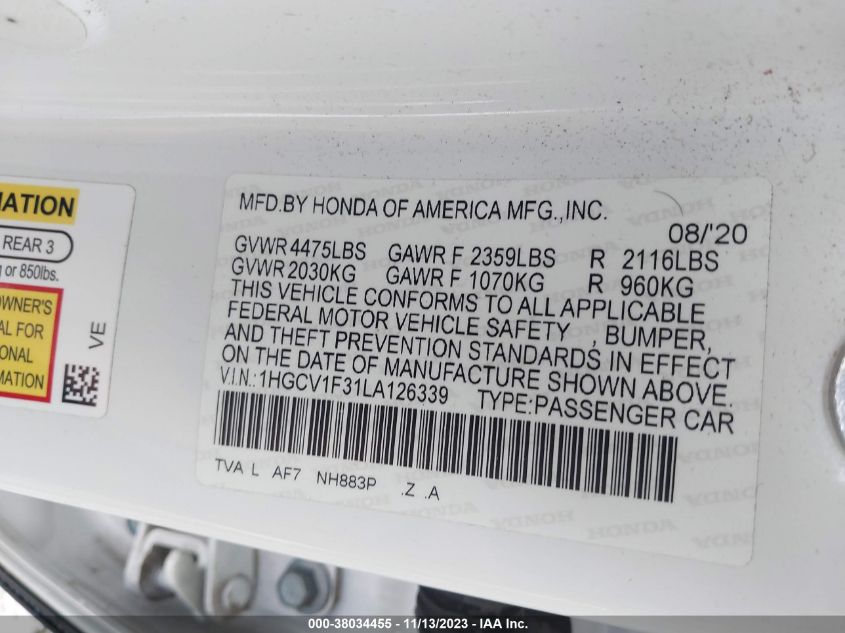 MATION
REAR 3
or 850lbs.
OWNER'S
FOR
MATION
VE
MFD.BY HONDA OF AMERICA MFG.,INC.
08/'20
GVWR 4475LBS GAWR F 2359LBS R 2116LBS
GVWR 2030KG GAWR F 1070KG R 960KG
THIS VEHICLE CONFORMS TO ALL APPLICABLE
FEDERAL MOTOR VEHICLE SAFETY , BUMPER,
AND THEFT PREVENTION STANDARDS IN EFFECT
ON THE DATE OF MANUFACTURE SHOWN ABOVE.
V.I.N.:1HGCV1F31LA126339 TYPE:PASSENGER CAR
TVA L AF7 NH883P .Z .A
000-38034455 - 11/13/2023 - IAA Inc.